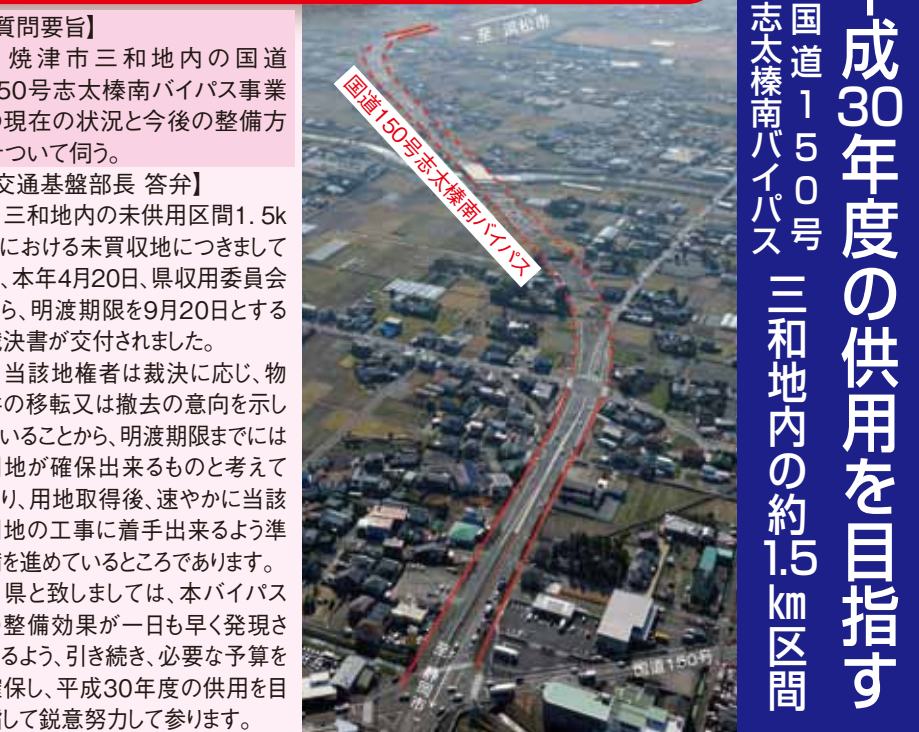 成30年度の供用を目指す
国道150号
志太榛南バイパス
三和地内の約1.5km区間
質問要旨】
焼津市三和地内の国道
50号志太榛南バイパス事業
現在の状況と今後の整備方
ついて伺う。
交通基盤部長 答弁】
三和地内の未供用区間1.5k
における未買収地につきまして
、本年4月20日、県収用委員会
ら、明渡期限を9月20日とする
決書が交付されました。
当該地権者は裁決に応じ、物
の移転又は撤去の意向を示し
いることから、明渡期限までには
地が確保出来るものと考えて
り、用地取得後、速やかに当該
地の工事に着手出来るよう準
を進めているところであります。
県と致しましては、本バイパス
整備効果が一日も早く発現さ
るよう、引き続き、必要な予算を
確保し、平成30年度の供用を目
して鋭意努力して参ります。
至 浜松市
国道150号志太榛南バイパス
国道150号
至 静岡市